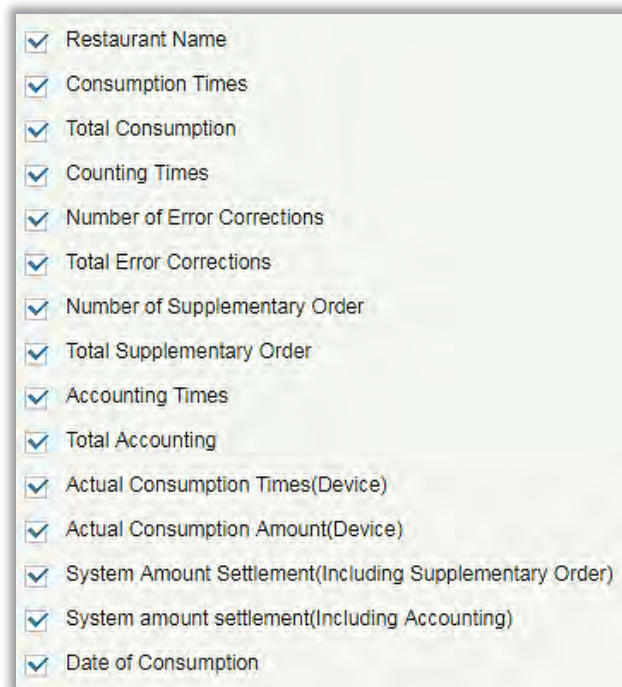 Restaurant Name
Consumption Times
Total Consumption
Counting Times
Number of Error Corrections
Total Error Corrections
Number of Supplementary Order
Total Supplementary Order
Accounting Times
Total Accounting
Actual Consumption Times(Device)
Actual Consumption Amount(Device)
System Amount Settlement(Including Supplementary Order)
System amount settlement(Including Accounting)
Date of Consumption